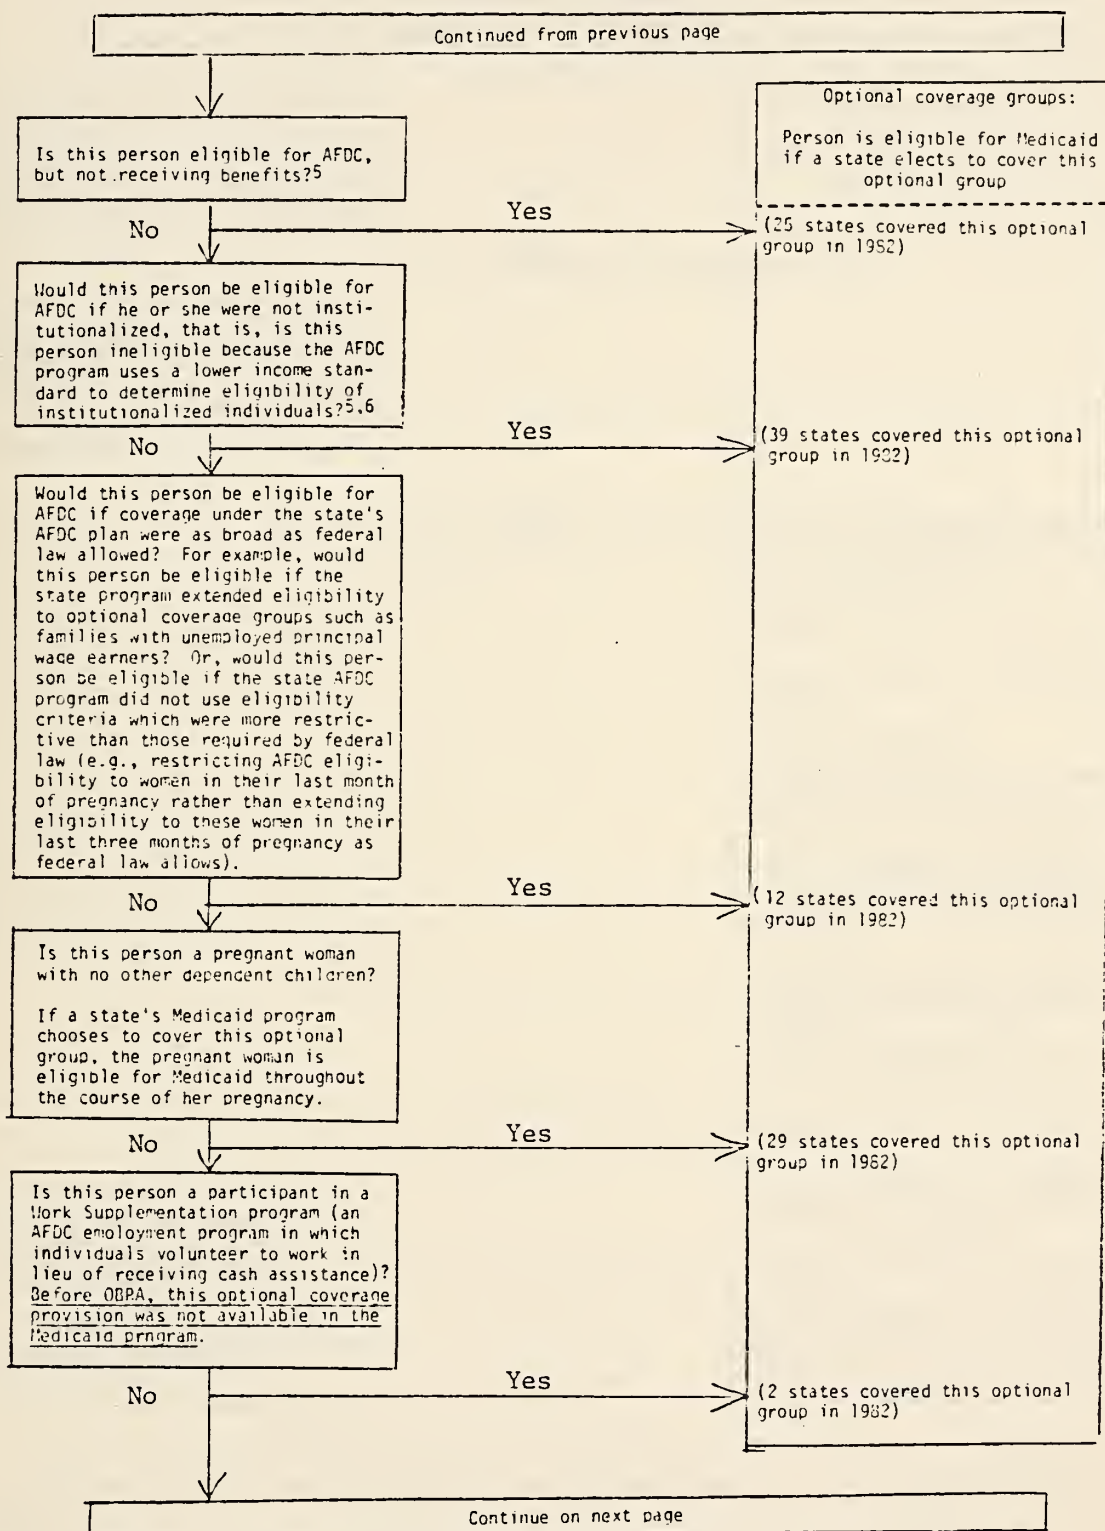 Continued from previous page
Optional coverage groups:
Person is eligible for Medicaid
if a state elects to cover this
optional group
Is this person eligible for AFDC,
but not receiving benefits?5
No
Yes
(25 states covered this optional
group in 1982)
Would this person be eligible for
AFDC if he or she were not insti-
tutionalized, that is, is this
person ineligible because the AFDC
program uses a lower income stan-
dard to determine eligibility of
institutionalized individuals?5,6
No
Yes
(39 states covered this optional
group in 1982)
Would this person be eligible for
AFDC if coverage under the state's
AFDC plan were as broad as federal
law allowed? For example, would
this person be eligible if the
state program extended eligibility
to optional coverage groups such as
families with unemployed principal
wage earners? Or, would this per-
son be eligible if the state AFDC
program did not use eligibility
criteria which were more restric-
tive than those required by federal
law (e.g., restricting AFDC eligi-
bility to women in their last month
of pregnancy rather than extending
eligibility to these women in their
last three months of pregnancy as
federal law allows).
No
Yes
(12 states covered this optional
group in 1982)
Is this person a pregnant woman
with no other dependent children?
If a state's Medicaid program
chooses to cover this optional
group, the pregnant woman is
eligible for Medicaid throughout
the course of her pregnancy.
No
Yes
(29 states covered this optional
group in 1982)
Is this person a participant in a
Work Supplementation program (an
AFDC employment program in which
individuals volunteer to work in
lieu of receiving cash assistance)?
Before OBRA, this optional coverage
provision was not available in the
Medicaid program.
No
Yes
(2 states covered this optional
group in 1982)
Continue on next page